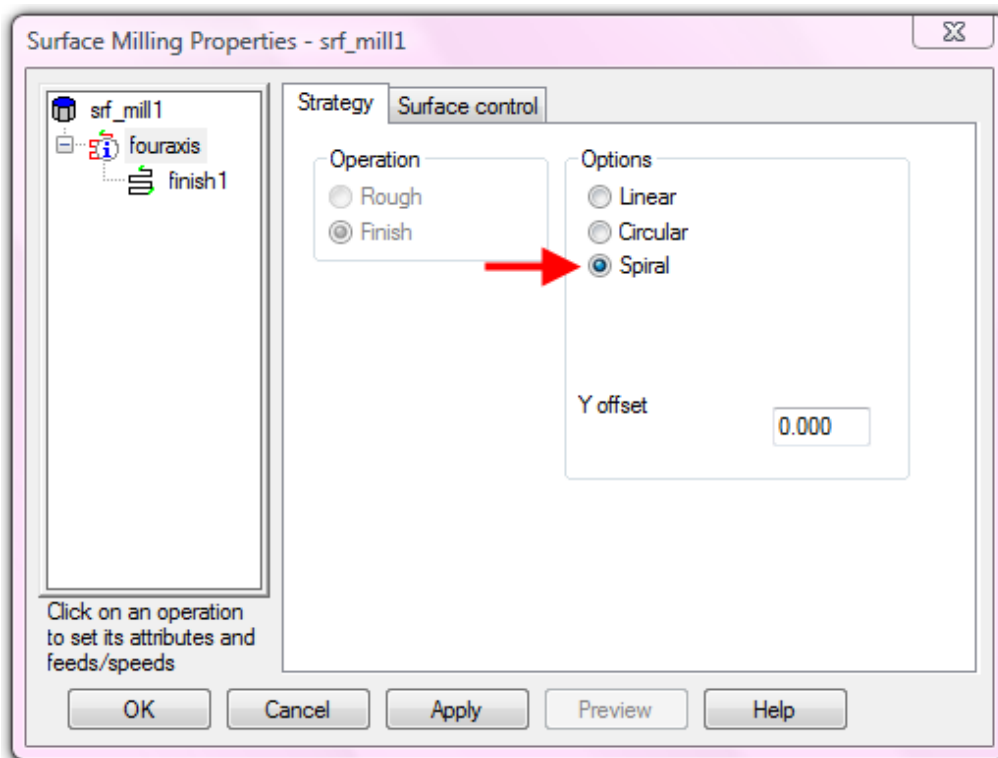 Surface Milling Properties - srf_mill1
srf_mill1
fouraxis
finish1
Strategy
Surface control
Operation
Rough
Finish
Options
Linear
Circular
Spiral
Y offset
0.000
Click on an operation
to set its attributes and
feeds/speeds
OK
Cancel
Apply
Preview
Help